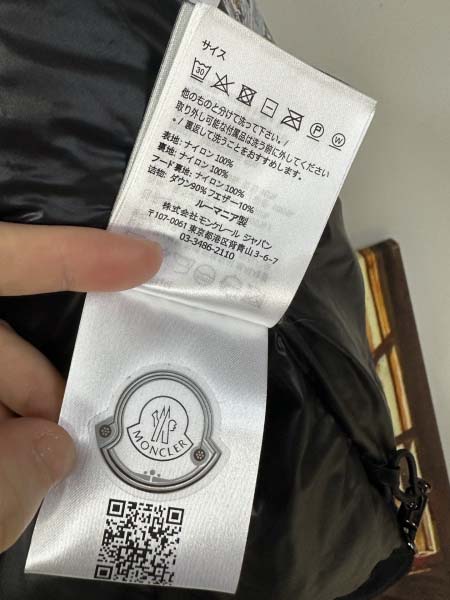 サイズ
30
P
W
他のものと分けて洗って下さい。/
取り外し可能な付属品は洗う前に外してください
。/ 裏返して洗うことをおすすめします。
表地: ナイロン 100%
裏地: ナイロン 100%
フード裏地: ナイロン 100%
詰物: ダウン90% フェザー10%
ルーマニア製
株式会社 モンクレール ジャパン
〒107-0061 東京都港区南青山3-6-7
03-3486-2110
MONCLER